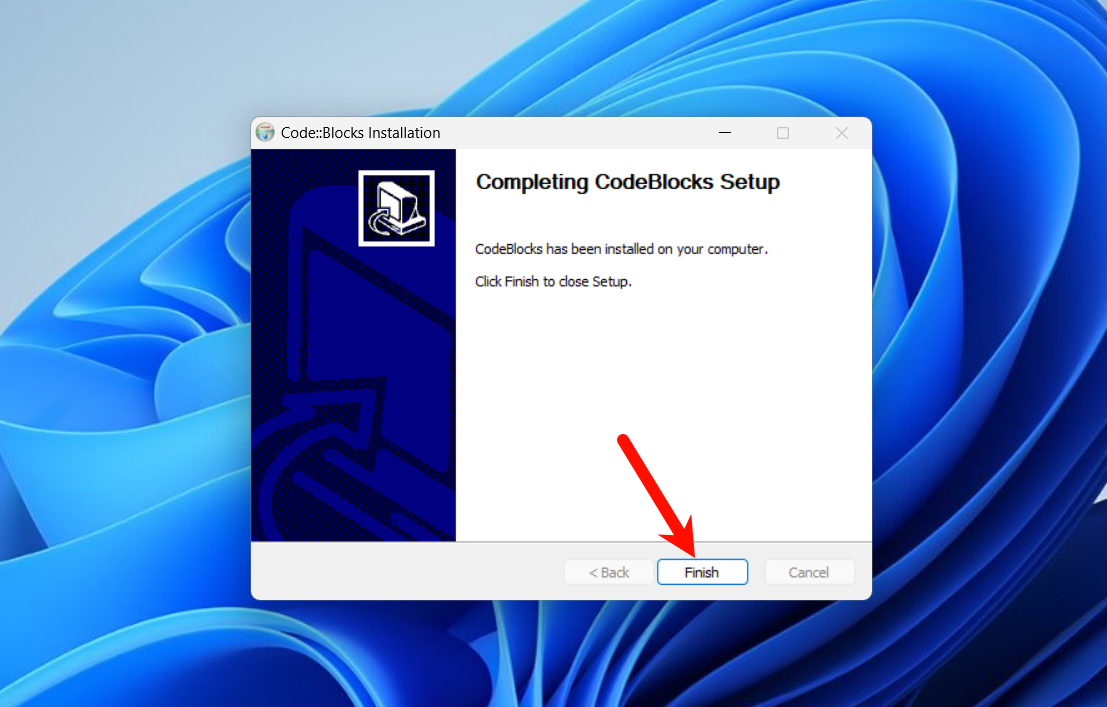 Code::Blocks Installation
Completing CodeBlocks Setup
CodeBlocks has been installed on your computer.
Click Finish to close Setup.
< Back
Finish
Cancel